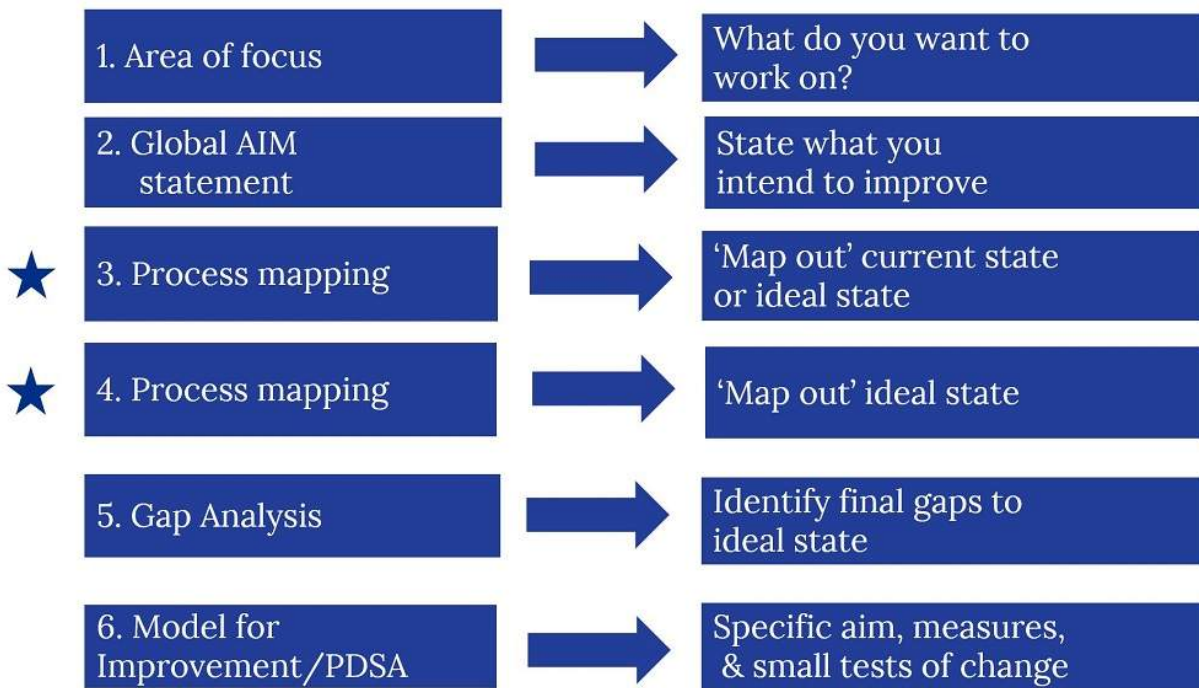 1. Area of focus
What do you want to
work on?
2. Global AIM
statement
State what you
intend to improve
3. Process mapping
‘Map out’ current state
or ideal state
4. Process mapping
‘Map out’ ideal state
5. Gap Analysis
Identify final gaps to
ideal state
6. Model for
Improvement/PDSA
Specific aim, measures,
& small tests of change